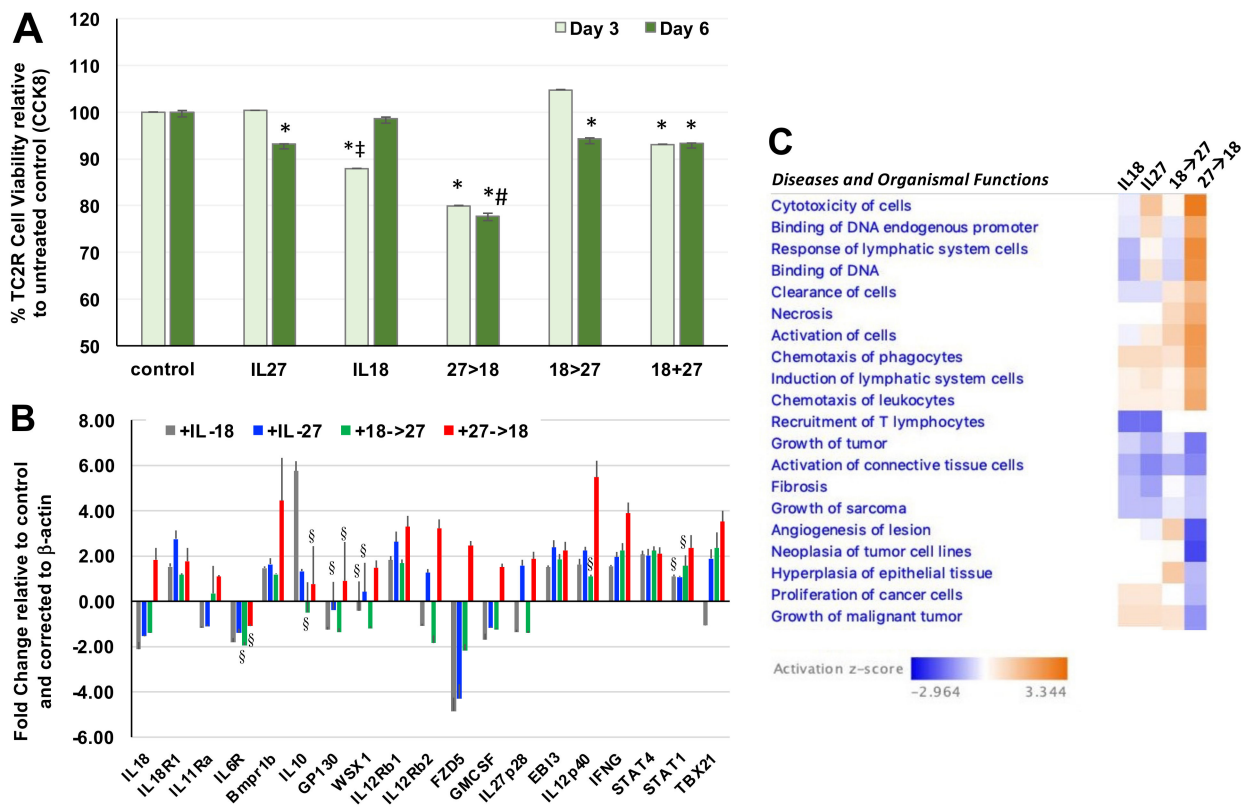 A
120
110
100
90
80
70
60
50
% TC2R Cell Viability relative
to untreated control (CCK8)
Day 3 Day 6
*
*‡
*
*#
*
* *
control IL27 IL18 27>18 18>27 18+27
B
8.00
6.00
4.00
2.00
0.00
-2.00
-4.00
-6.00
Fold Change relative to control
and corrected to β-actin
+IL-18 +IL-27 +18->27 +27->18
§ § § § § § § § § § §
IL18 IL18R1 IL11Ra IL6R Bmpr1b IL10 GP130 WSX1 IL12Rb1 IL12Rb2 FZD5 GMCSF IL27p28 EBI3 IL12p40 IFNG STAT4 STAT1 TBX21
C
Diseases and Organismal Functions IL18 IL27 18→27 27→18
Cytotoxicity of cells
Binding of DNA endogenous promoter
Response of lymphatic system cells
Binding of DNA
Clearance of cells
Necrosis
Activation of cells
Chemotaxis of phagocytes
Induction of lymphatic system cells
Chemotaxis of leukocytes
Recruitment of T lymphocytes
Growth of tumor
Activation of connective tissue cells
Fibrosis
Growth of sarcoma
Angiogenesis of lesion
Neoplasia of tumor cell lines
Hyperplasia of epithelial tissue
Proliferation of cancer cells
Growth of malignant tumor
Activation z-score
-2.964 3.344